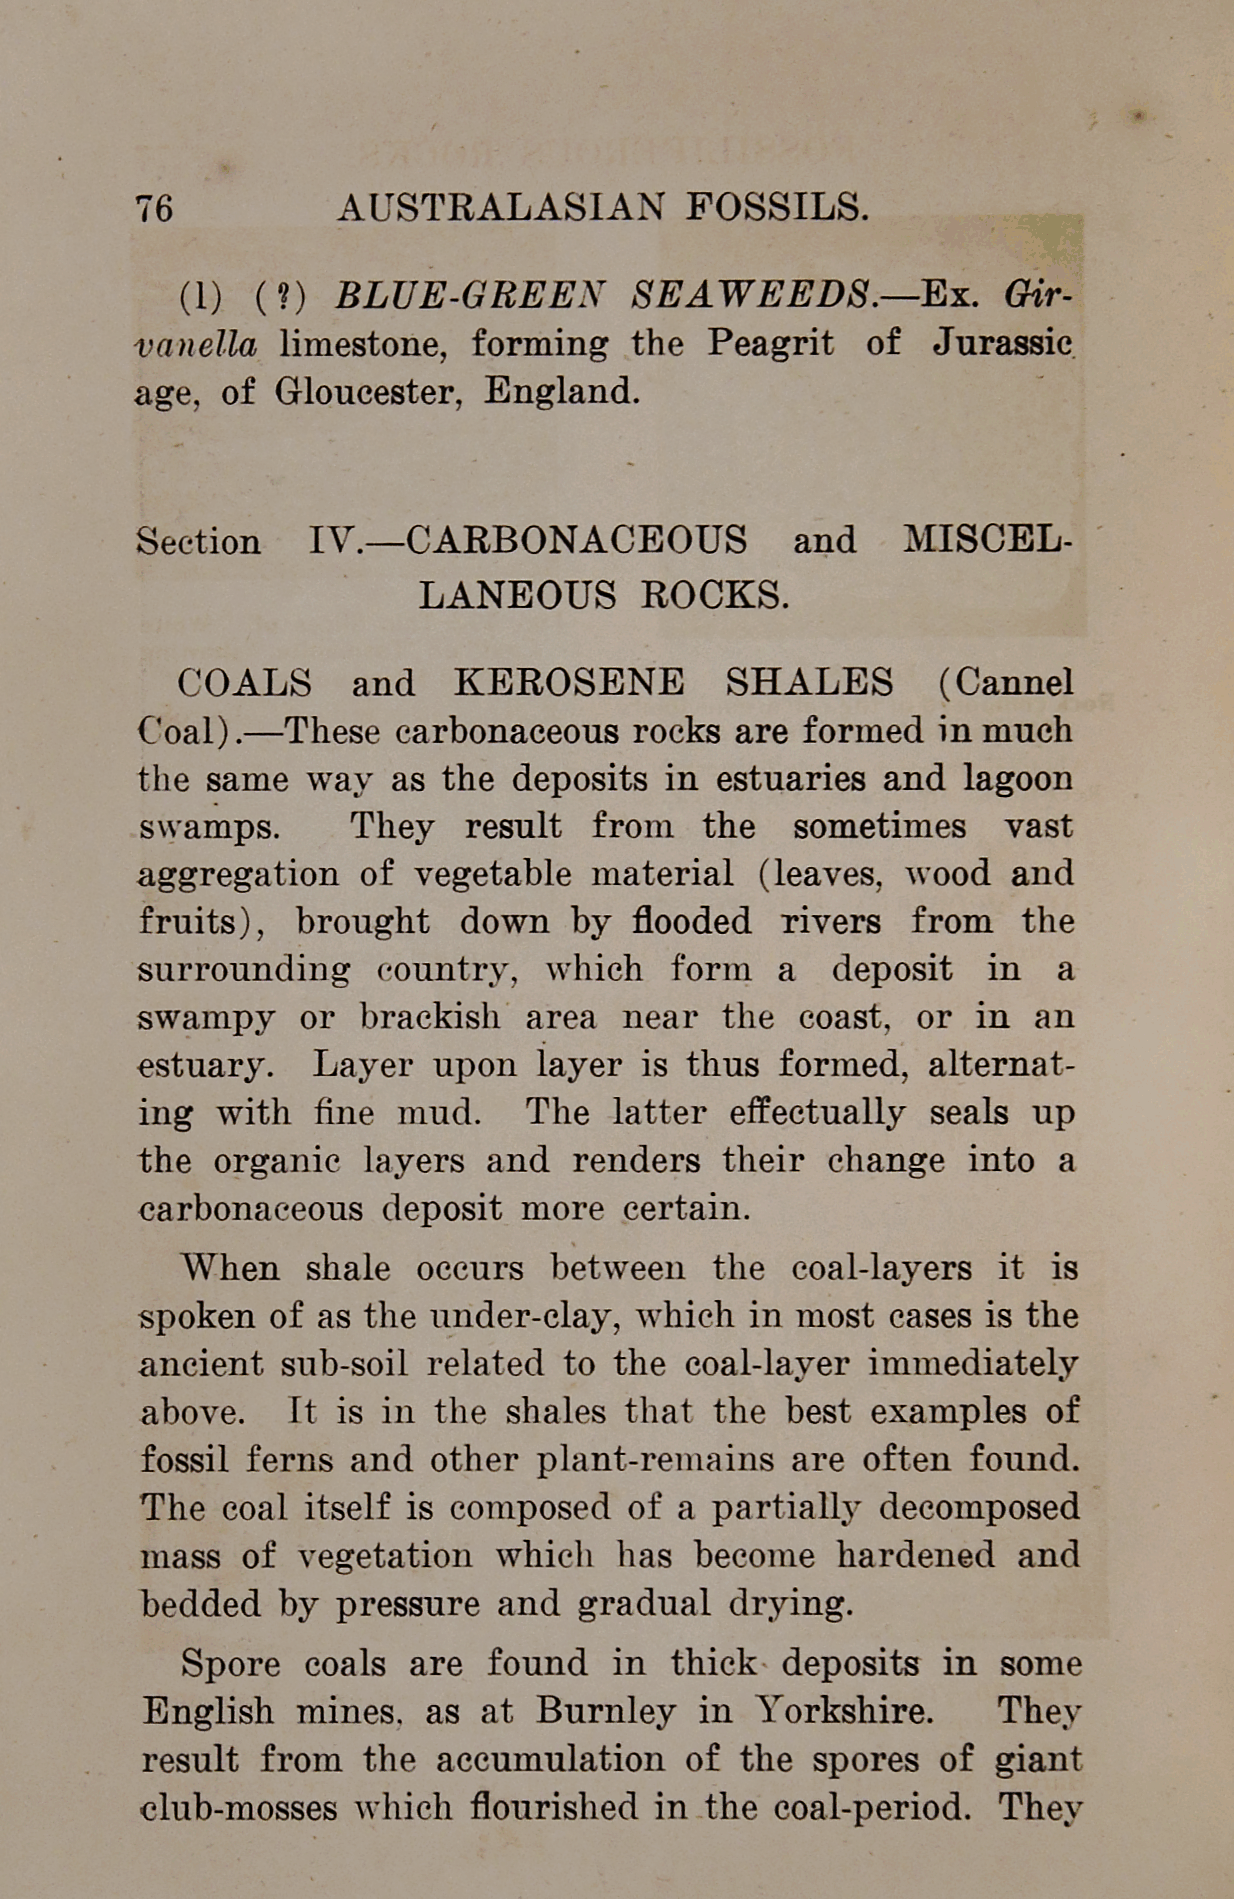 76 AUSTRALASIAN FOSSILS.
(1) (?) BLUE-GREEN SEAWEEDS.—Ex. Gir-
vanella limestone, forming the Peagrit of Jurassic
age, of Gloucester, England.
Section IV.—CARBONACEOUS and MISCEL-
LANEOUS ROCKS.
COALS and KEROSENE SHALES (Cannel
Coal).—These carbonaceous rocks are formed in much
the same way as the deposits in estuaries and lagoon
swamps. They result from the sometimes vast
aggregation of vegetable material (leaves, wood and
fruits), brought down by flooded rivers from the
surrounding country, which form a deposit in a
swampy or brackish area near the coast, or in an
estuary. Layer upon layer is thus formed, alternat-
ing with fine mud. The latter effectually seals up
the organic layers and renders their change into a
carbonaceous deposit more certain.
When shale occurs between the coal-layers it is
spoken of as the under-clay, which in most cases is the
ancient sub-soil related to the coal-layer immediately
above. It is in the shales that the best examples of
fossil ferns and other plant-remains are often found.
The coal itself is composed of a partially decomposed
mass of vegetation which has become hardened and
bedded by pressure and gradual drying.
Spore coals are found in thick deposits in some
English mines, as at Burnley in Yorkshire. They
result from the accumulation of the spores of giant
club-mosses which flourished in the coal-period. They